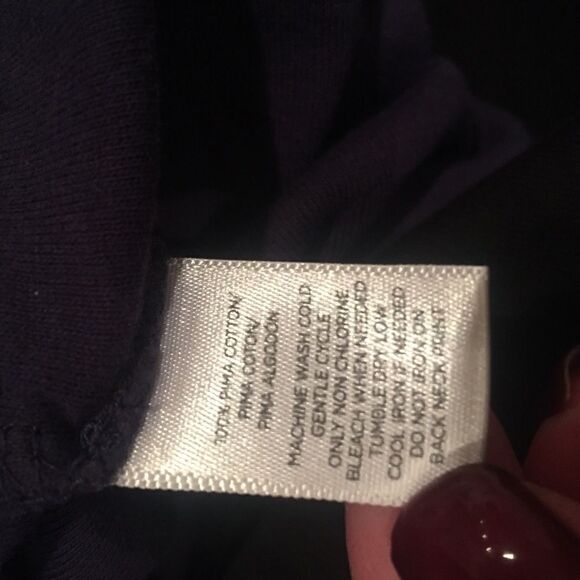 100% PIMA COTTON/
PIMA COTON/
PIMA ALGODON
MACHINE WASH COLD
GENTLE CYCLE
ONLY NON CHLORINE
BLEACH WHEN NEEDED
TUMBLE DRY LOW
COOL IRON IF NEEDED
DO NOT IRON ON
BACK NECK PRINT